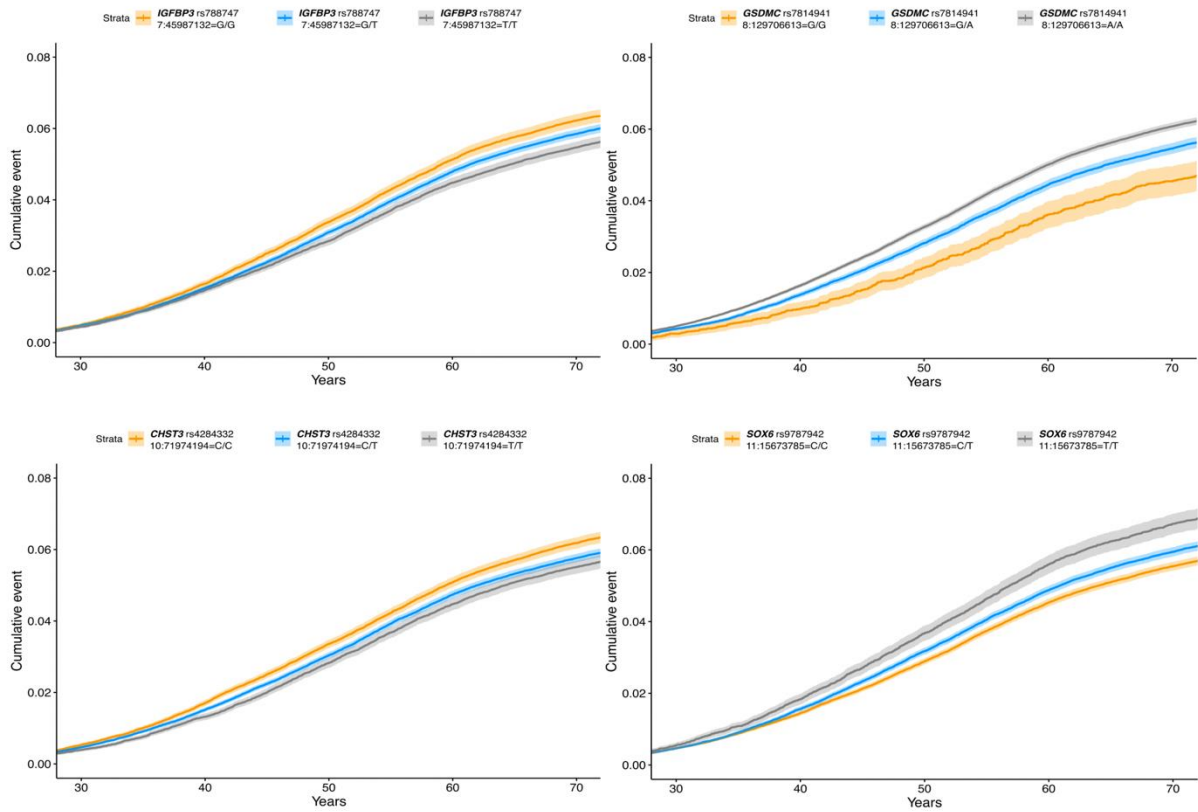 Strata IGFBP3 rs788747 IGFBP3 rs788747 IGFBP3 rs788747
7:45987132=G/G 7:45987132=G/T 7:45987132=T/T
Cumulative event
0.08
0.06
0.04
0.02
0.00
30 40 50 60 70
Years
Strata GSDMC rs7814941 GSDMC rs7814941 GSDMC rs7814941
8:129706613=G/G 8:129706613=G/A 8:129706613=A/A
Cumulative event
0.08
0.06
0.04
0.02
0.00
30 40 50 60 70
Years
Strata CHST3 rs4284332 CHST3 rs4284332 CHST3 rs4284332
10:71974194=C/C 10:71974194=C/T 10:71974194=T/T
Cumulative event
0.08
0.06
0.04
0.02
0.00
30 40 50 60 70
Years
Strata SOX6 rs9787942 SOX6 rs9787942 SOX6 rs9787942
11:15673785=C/C 11:15673785=C/T 11:15673785=T/T
Cumulative event
0.08
0.06
0.04
0.02
0.00
30 40 50 60 70
Years